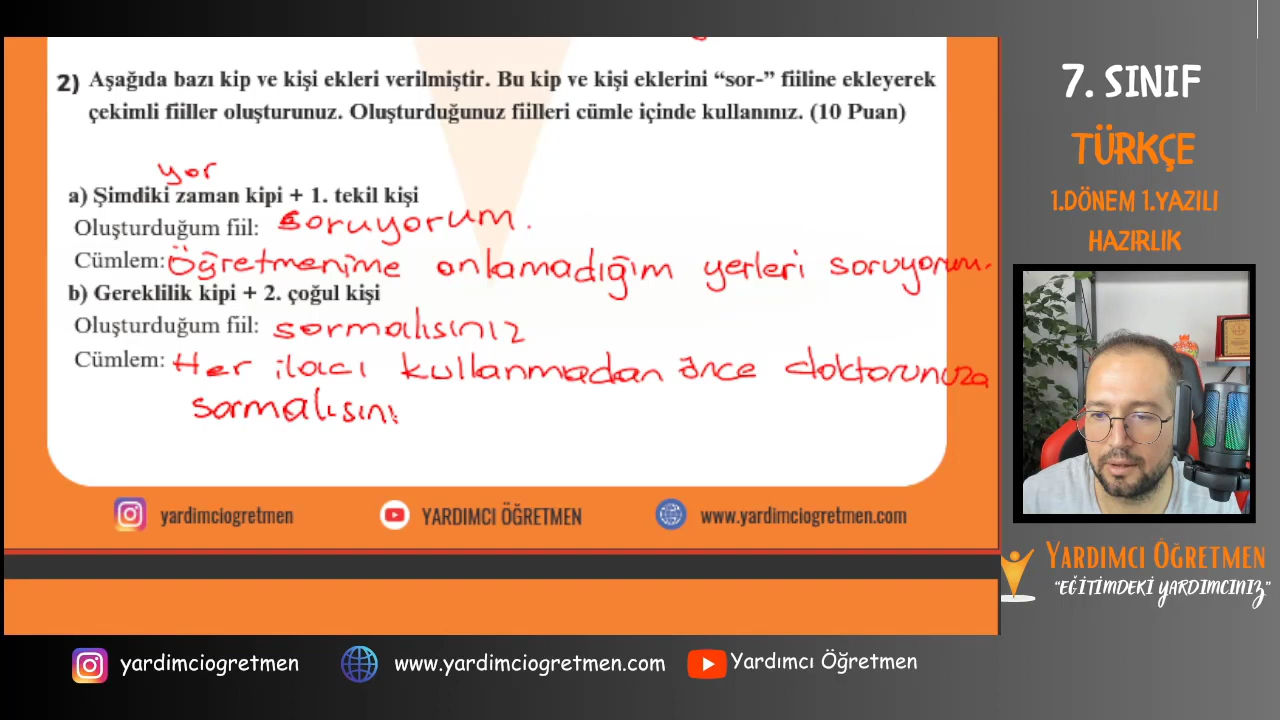 2) Aşağıda bazı kip ve kişi ekleri verilmiştir. Bu kip ve kişi eklerini “sor-” fiiline ekleyerek
çekimli fiiller oluşturunuz. Oluşturduğunuz fiilleri cümle içinde kullanınız. (10 Puan)
yor
a) Şimdiki zaman kipi + 1. tekil kişi
Oluşturduğum fiil: soruyorum.
Cümlem: Öğretmenime anlamadığım yerleri soruyorum.
b) Gereklilik kipi + 2. çoğul kişi
Oluşturduğum fiil: sormalısınız
Cümlem: Her ilacı kullanmadan önce doktorunuza
sormalısını
yardimciogretmen
YARDIMCI ÖĞRETMEN
www.yardimciogretmen.com
7. SINIF
TÜRKÇE
1.DÖNEM 1.YAZILI
HAZIRLIK
YARDIMCI ÖĞRETMEN
“EĞİTİMDEKİ YARDIMCINIZ”
yardimciogretmen
www.yardimciogretmen.com
Yardımcı Öğretmen